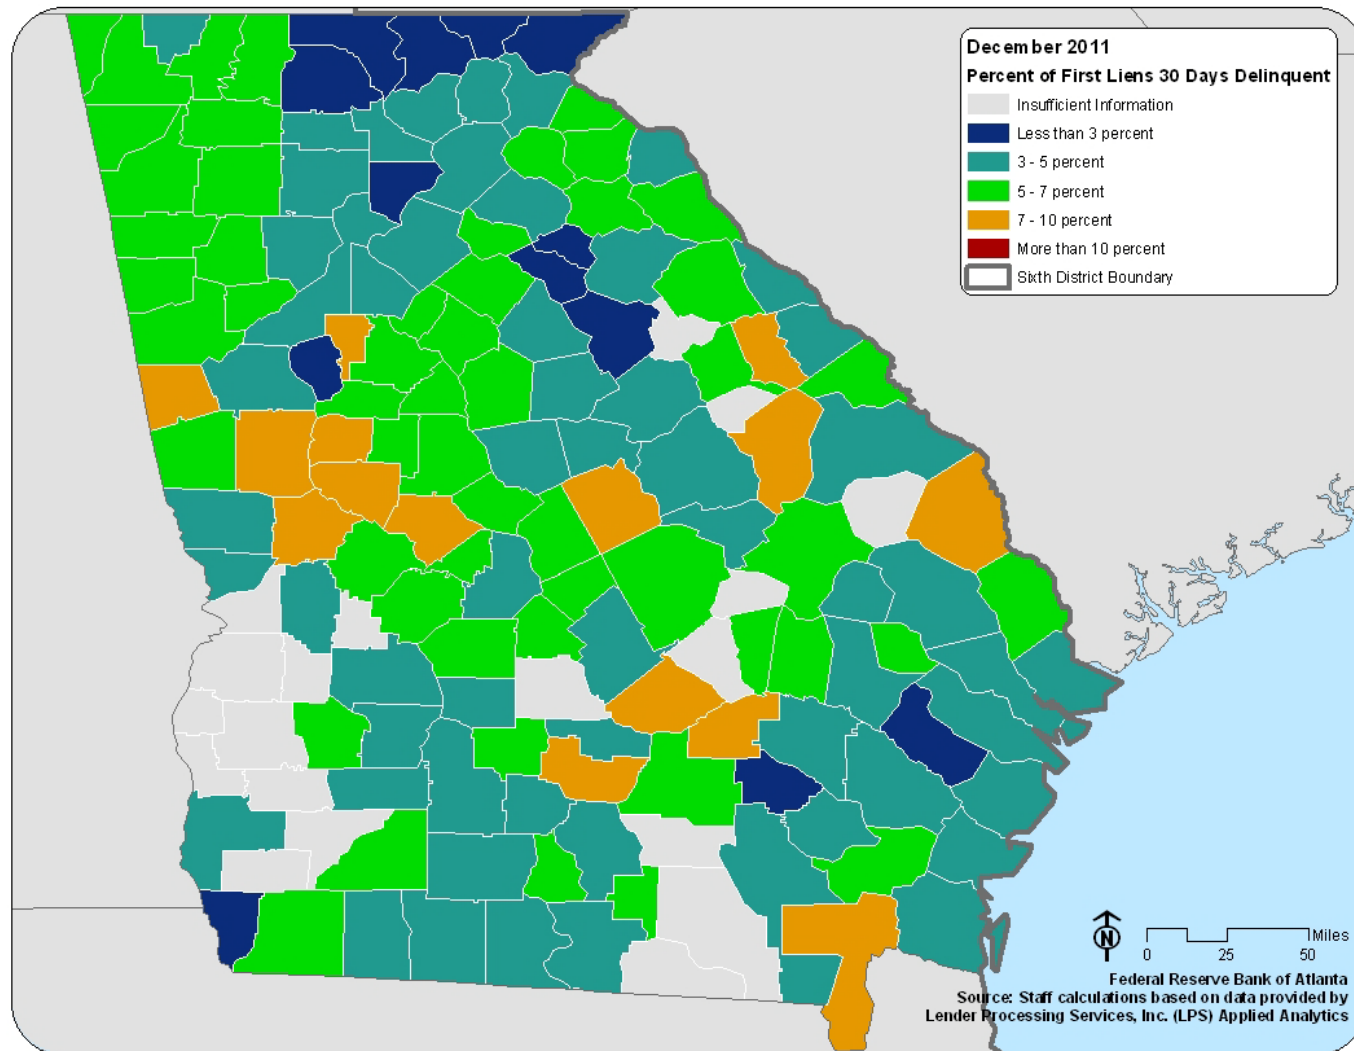 December 2011
Percent of First Liens 30 Days Delinquent
Insufficient Information
Less than 3 percent
3 - 5 percent
5 - 7 percent
7 - 10 percent
More than 10 percent
Sixth District Boundary
N
Miles
0 25 50
Federal Reserve Bank of Atlanta
Source: Staff calculations based on data provided by
Lender Processing Services, Inc. (LPS) Applied Analytics